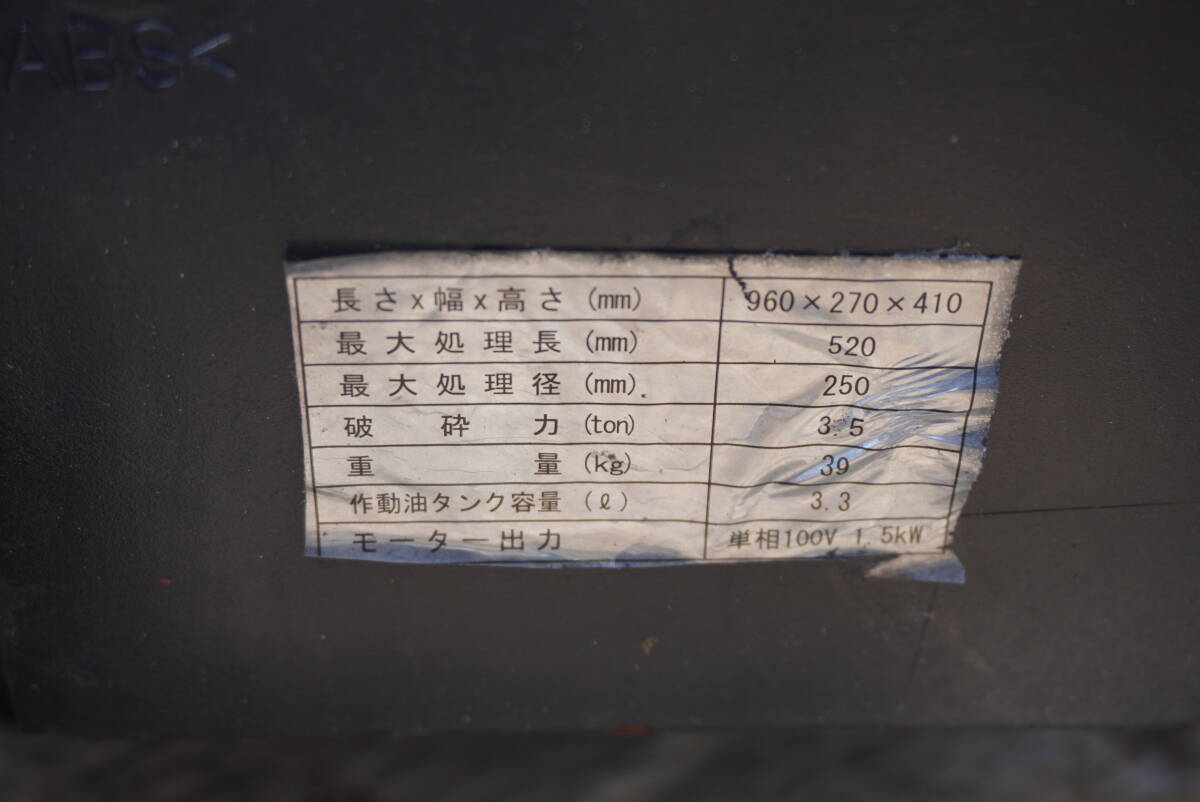 ABS<
長さx幅x高さ(mm) 960×270×410
最大処理長(mm) 520
最大処理径(mm) 250
破砕力(ton) 3.5
重量(kg) 39
作動油タンク容量(ℓ) 3.3
モーター出力 単相100V 1.5kW